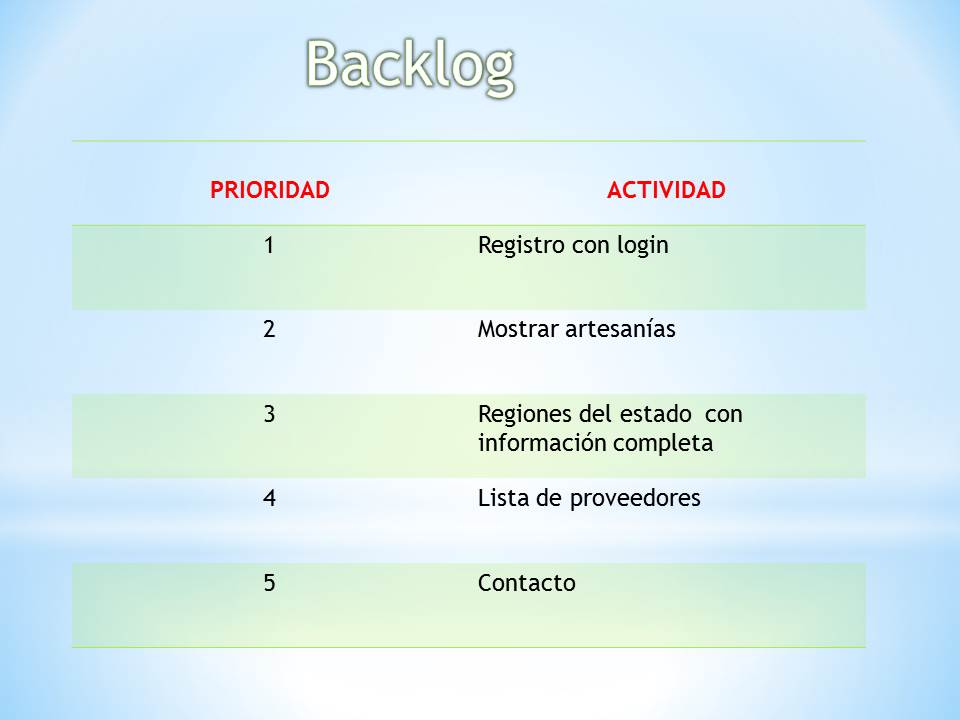 Backlog
PRIORIDAD ACTIVIDAD
1 Registro con login
2 Mostrar artesanías
3 Regiones del estado con
información completa
4 Lista de proveedores
5 Contacto